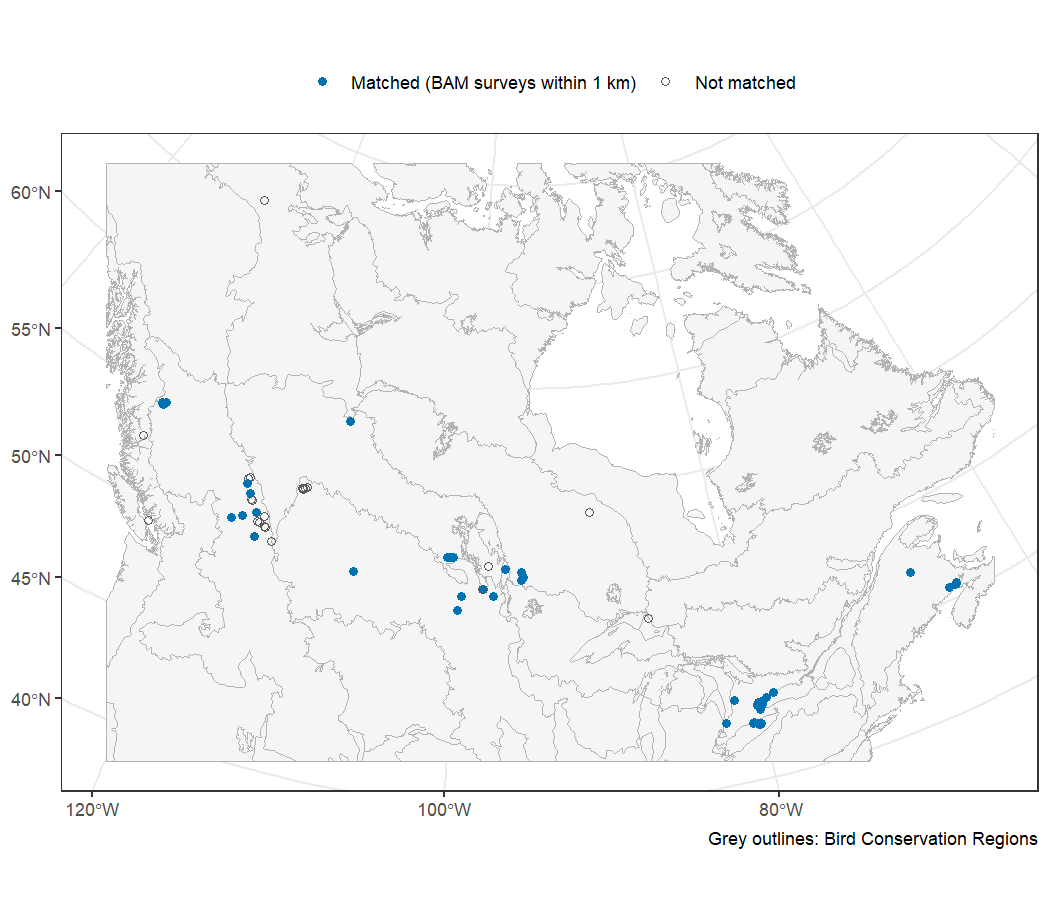 Matched (BAM surveys within 1 km) Not matched
60°N
55°N
50°N
45°N
40°N
120°W 100°W 80°W
Grey outlines: Bird Conservation Regions